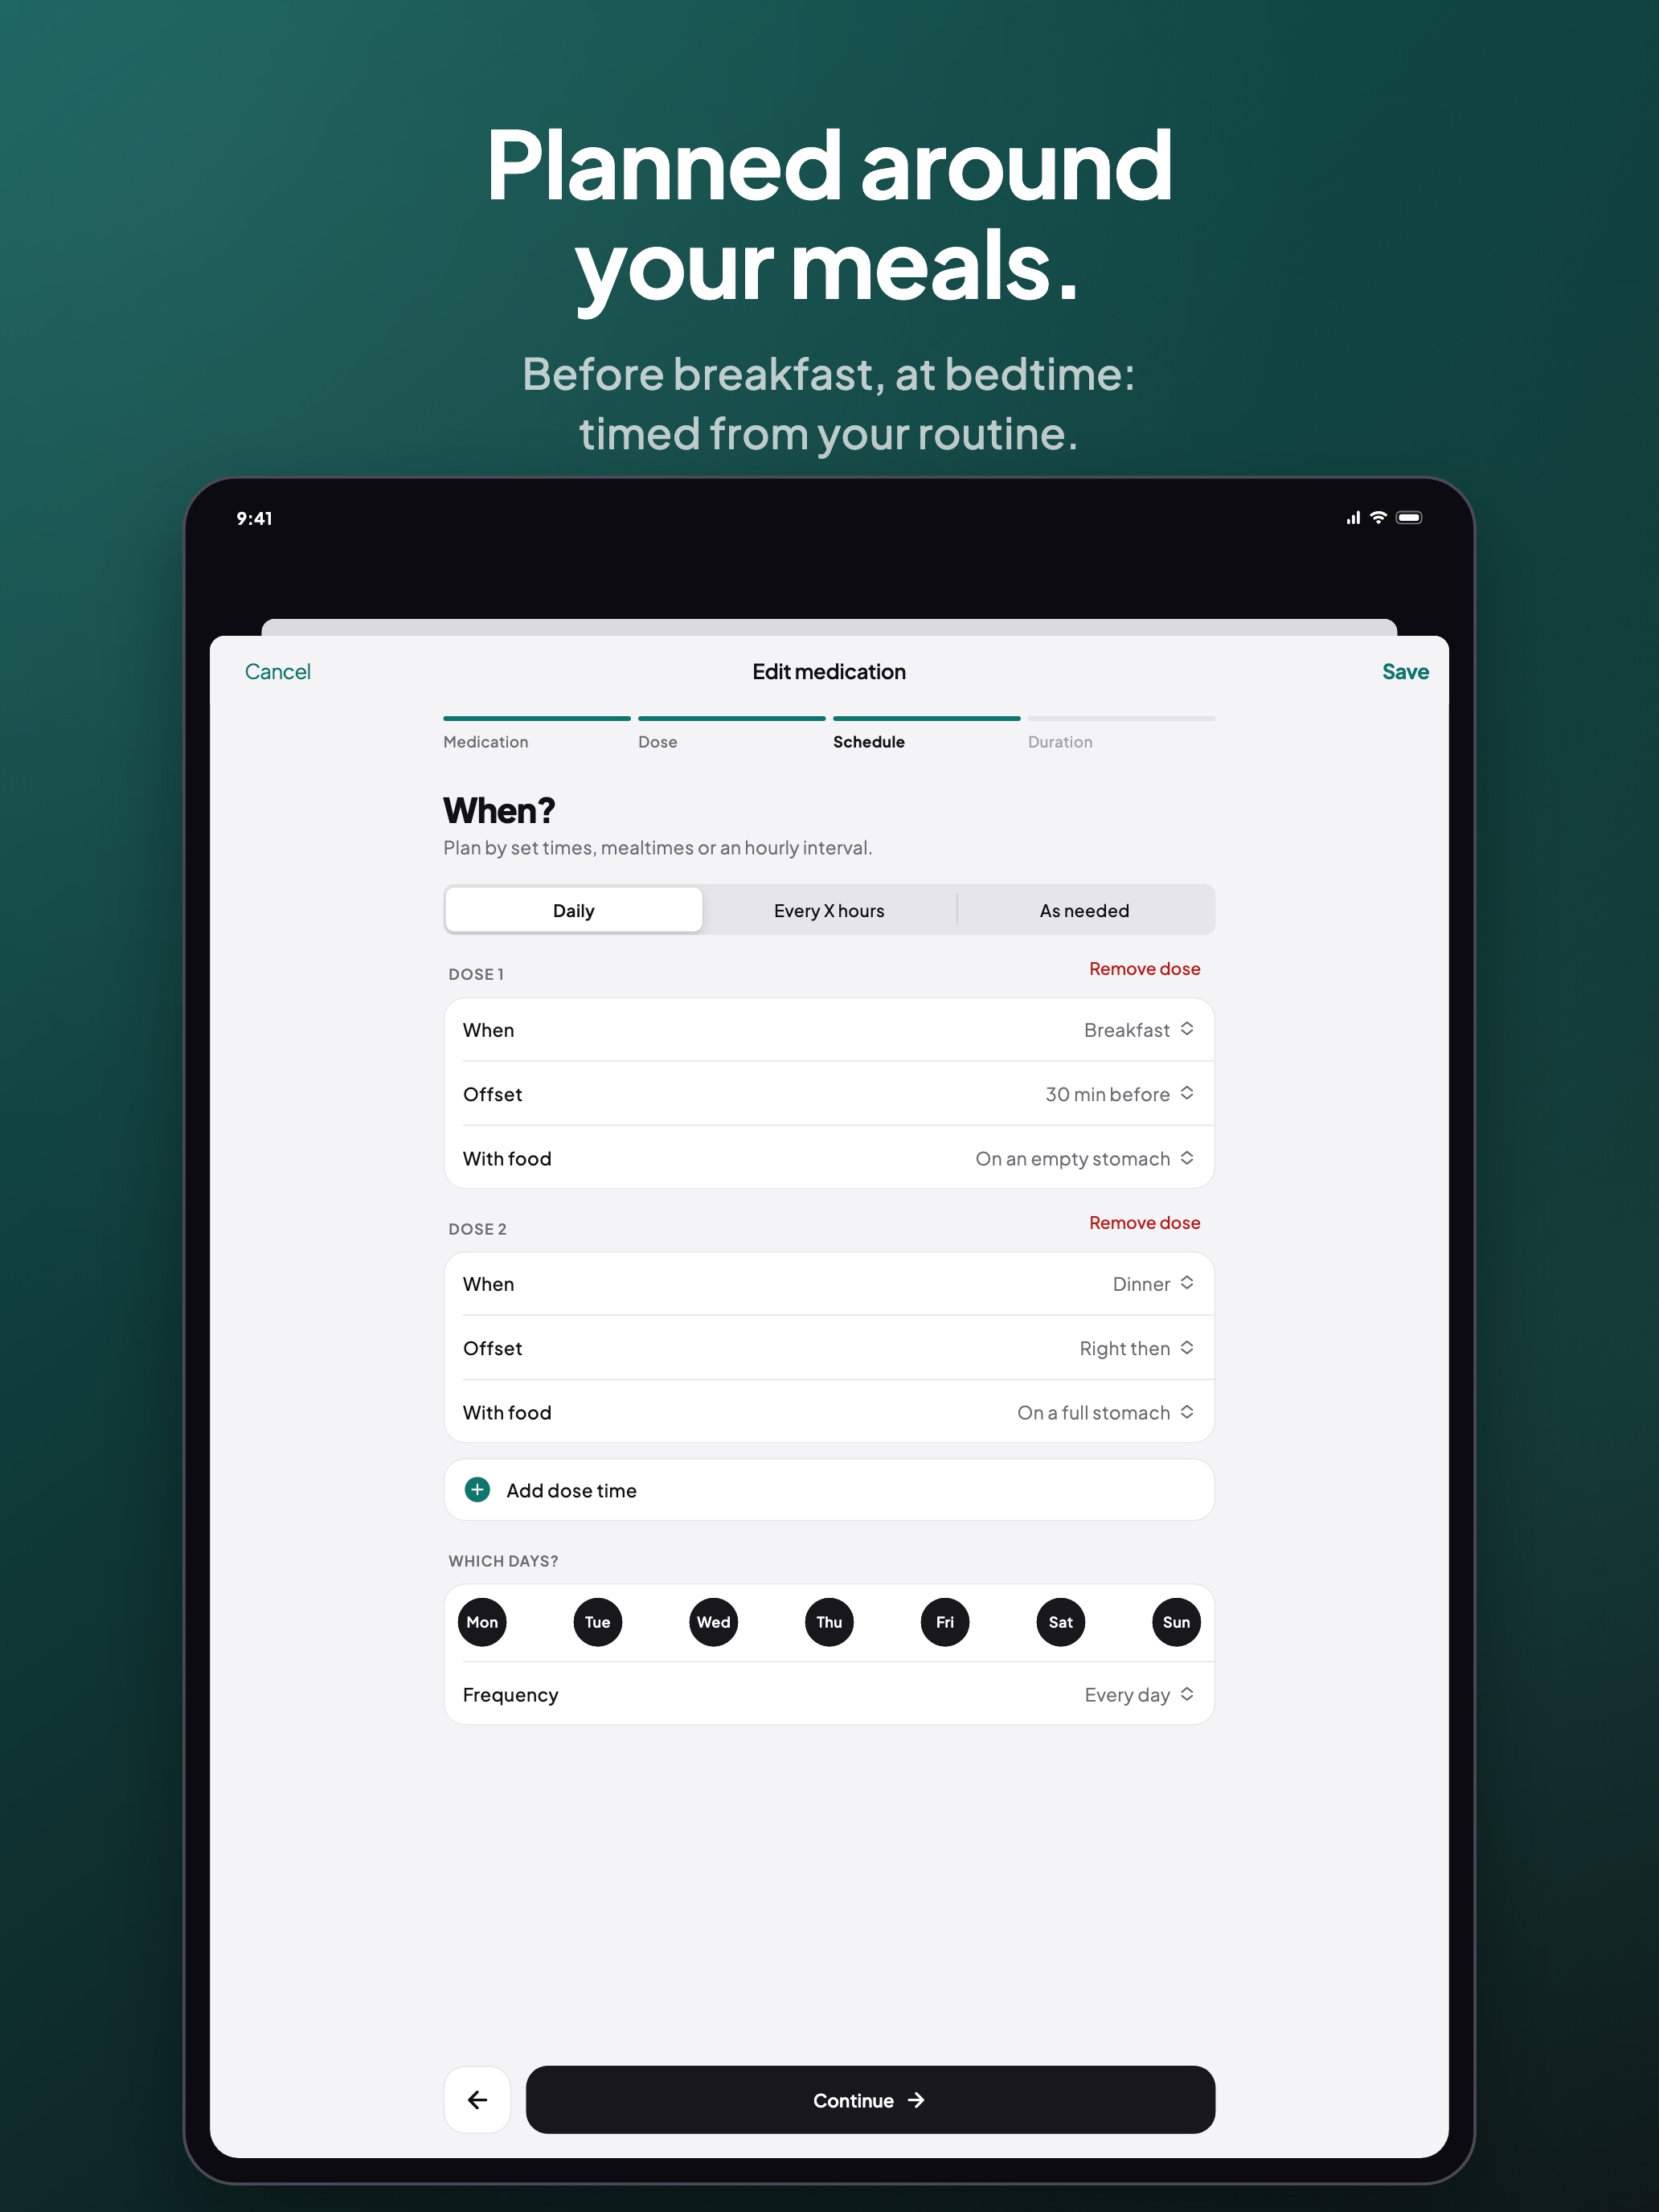 Planned around
your meals.
Before breakfast, at bedtime:
timed from your routine.
9:41
Cancel
Edit medication
Save
Medication
Dose
Schedule
Duration
When?
Plan by set times, mealtimes or an hourly interval.
Daily
Every X hours
As needed
DOSE 1
Remove dose
When
Breakfast
Offset
30 min before
With food
On an empty stomach
DOSE 2
Remove dose
When
Dinner
Offset
Right then
With food
On a full stomach
Add dose time
WHICH DAYS?
Mon
Tue
Wed
Thu
Fri
Sat
Sun
Frequency
Every day
Continue